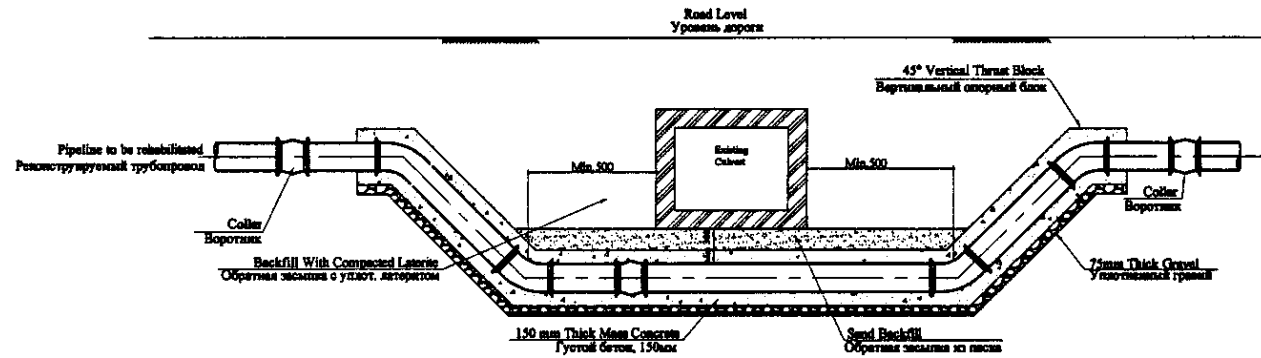 Road Level
Уровень дороги
45° Vertical Thrust Block
Вертикальный опорный блок
Pipeline to be rehabilitated
Реконструируемый трубопровод
Min.500
Existing
Culvert
Min.500
Coller
Воротник
Coller
Воротник
Backfill With Compacted Laterite
Обратная засыпка с уплот. латеритом
75mm Thick Gravel
Уплотненный гравий
150 mm Thick Mass Concrete
Густой бетон, 150мм
Sand Backfill
Обратная засыпка из песка